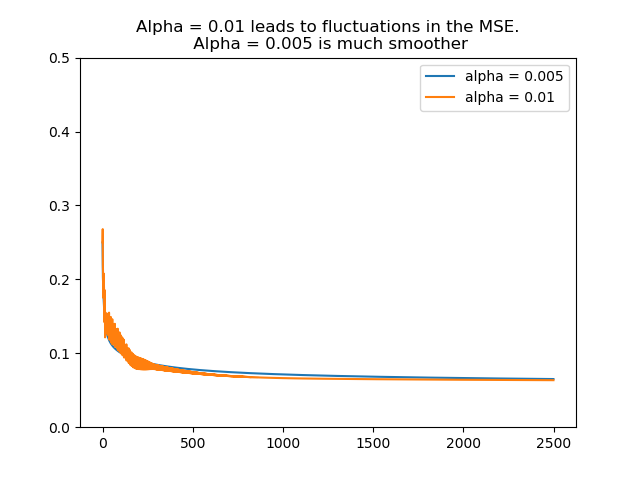 Alpha = 0.01 leads to fluctuations in the MSE.
Alpha = 0.005 is much smoother
alpha = 0.005
alpha = 0.01
0.5
0.4
0.3
0.2
0.1
0.0
0 500 1000 1500 2000 2500